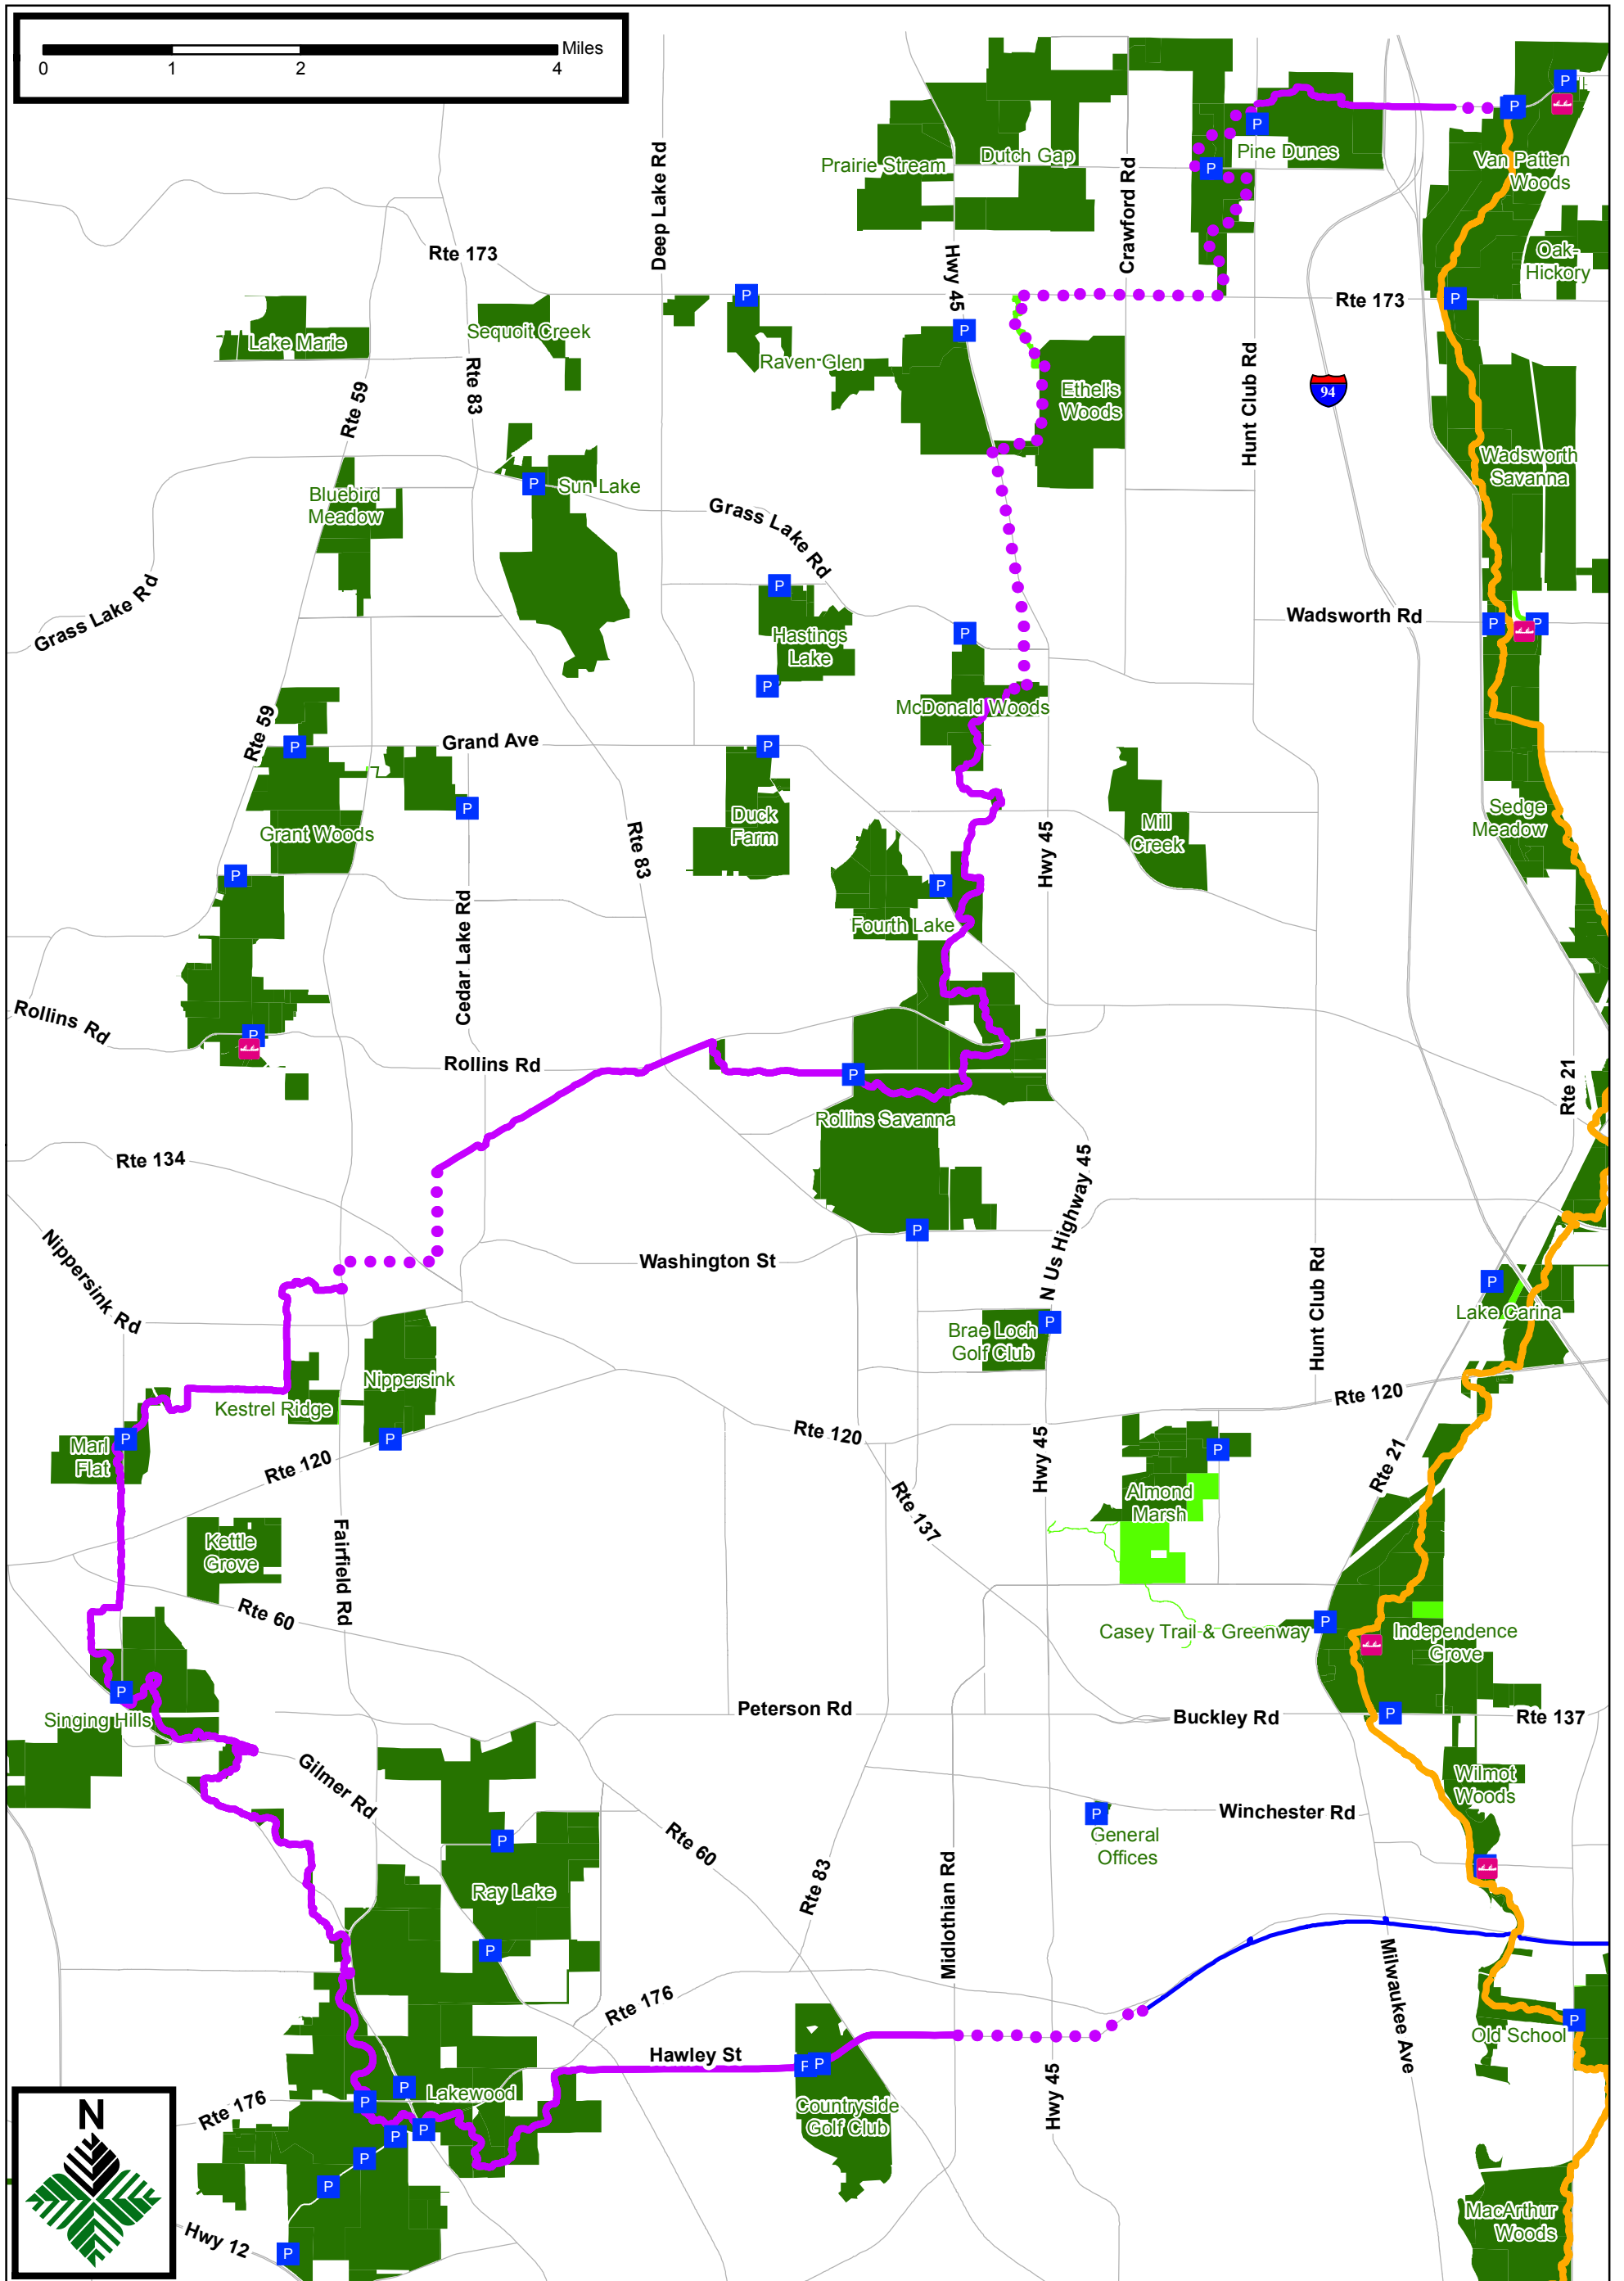 Miles
0 1 2 4
P
P
P
Pine Dunes
Dutch Gap
Prairie Stream
Van Patten
Woods
Deep Lake Rd
Crawford Rd
P
Rte 173
Hwy 45
Oak-
Hickory
P
Rte 173
P
P
Lake Marie
Sequoit Creek
Raven Glen
Rte 59
Rte 83
Ethel's
Woods
Hunt Club Rd
94
Wadsworth
Savanna
P
Sun Lake
Bluebird
Meadow
Grass Lake Rd
Grass Lake Rd
P
Hastings
Lake
P
P
Wadsworth Rd
P
P
McDonald Woods
Rte 59
P
Grand Ave
P
P
Grant Woods
Duck
Farm
Rte 83
Mill
Creek
Sedge
Meadow
Hwy 45
P
P
Fourth Lake
Cedar Lake Rd
Rollins Rd
P
Rollins Rd
P
Rollins Savanna
Rte 21
Rte 134
N Us Highway 45
P
Washington St
Nippersink Rd
Hunt Club Rd
P
Lake Carina
Brae Loch
Golf Club
P
Nippersink
Kestrel Ridge
Rte 120
Marl
Flat
P
P
Rte 120
Rte 120
Hwy 45
P
Rte 21
Almond
Marsh
Rte 137
Kettle
Grove
Fairfield Rd
Rte 60
Casey Trail & Greenway
P
Independence
Grove
P
Singing Hills
Peterson Rd
Buckley Rd
P
Rte 137
Gilmer Rd
Wilmot
Woods
P
General
Offices
Winchester Rd
P
Rte 60
Ray Lake
Rte 83
Midlothian Rd
P
Milwaukee Ave
Rte 176
Old School
P
Hawley St
P
P
Hwy 45
Lakewood
P
P
Rte 176
Countryside
Golf Club
P
P
P
P
N
MacArthur
Woods
Hwy 12
P